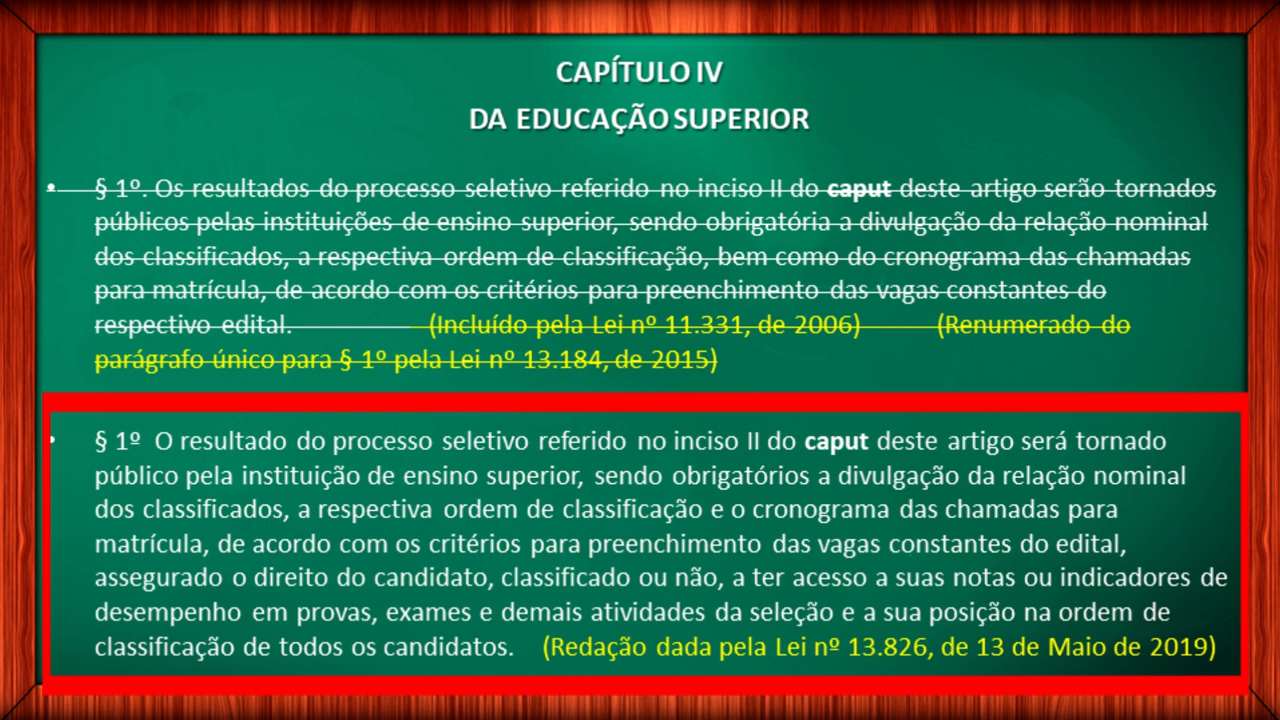 CAPÍTULO IV
DA EDUCAÇÃO SUPERIOR
• § 1º. Os resultados do processo seletivo referido no inciso II do caput deste artigo serão tornados
públicos pelas instituições de ensino superior, sendo obrigatória a divulgação da relação nominal
dos classificados, a respectiva ordem de classificação, bem como do cronograma das chamadas
para matrícula, de acordo com os critérios para preenchimento das vagas constantes do
respectivo edital. (Incluído pela Lei nº 11.331, de 2006) (Renumerado do
parágrafo único para § 1º pela Lei nº 13.184, de 2015)
• § 1º O resultado do processo seletivo referido no inciso II do caput deste artigo será tornado
público pela instituição de ensino superior, sendo obrigatórios a divulgação da relação nominal
dos classificados, a respectiva ordem de classificação e o cronograma das chamadas para
matrícula, de acordo com os critérios para preenchimento das vagas constantes do edital,
assegurado o direito do candidato, classificado ou não, a ter acesso a suas notas ou indicadores de
desempenho em provas, exames e demais atividades da seleção e a sua posição na ordem de
classificação de todos os candidatos. (Redação dada pela Lei nº 13.826, de 13 de Maio de 2019)